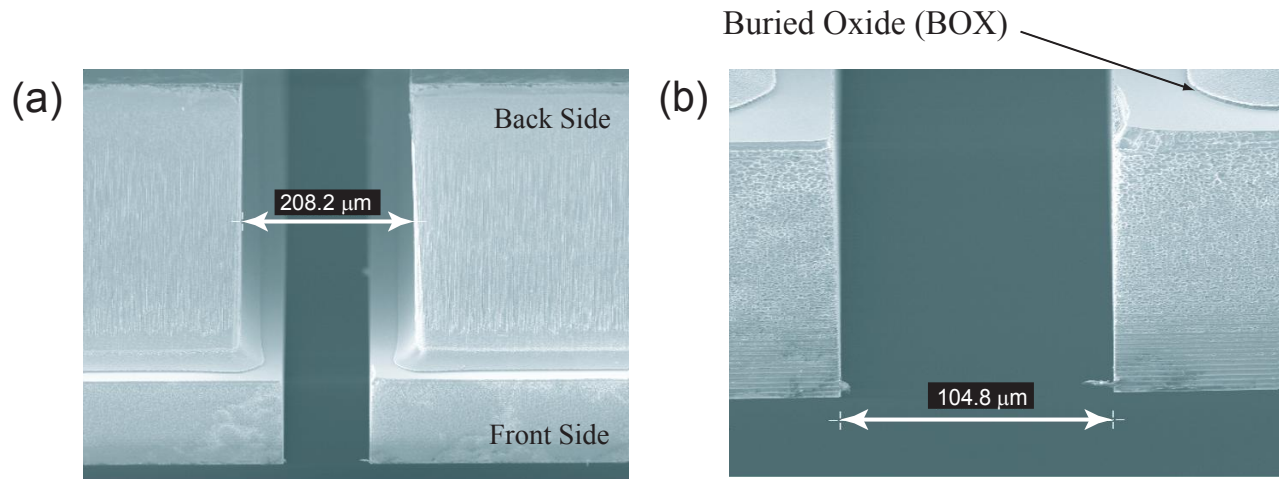 Buried Oxide (BOX)
(a)
Back Side
208.2 μm
Front Side
(b)
104.8 μm